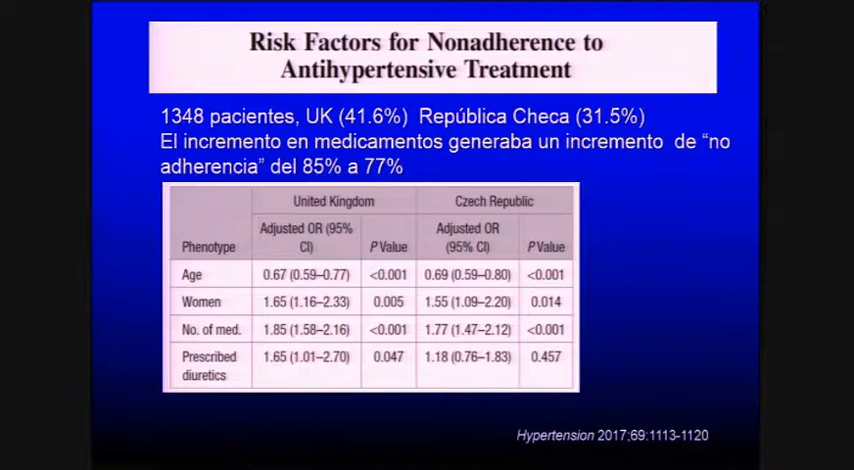 Risk Factors for Nonadherence to
Antihypertensive Treatment
1348 pacientes, UK (41.6%) República Checa (31.5%)
El incremento en medicamentos generaba un incremento de “no
adherencia” del 85% a 77%
United Kingdom Czech Republic
Phenotype Adjusted OR (95% CI) P Value Adjusted OR (95% CI) P Value
Age 0.67 (0.59–0.77) <0.001 0.69 (0.59–0.80) <0.001
Women 1.65 (1.16–2.33) 0.005 1.55 (1.09–2.20) 0.014
No. of med. 1.85 (1.58–2.16) <0.001 1.77 (1.47–2.12) <0.001
Prescribed diuretics 1.65 (1.01–2.70) 0.047 1.18 (0.76–1.83) 0.457
Hypertension 2017;69:1113-1120